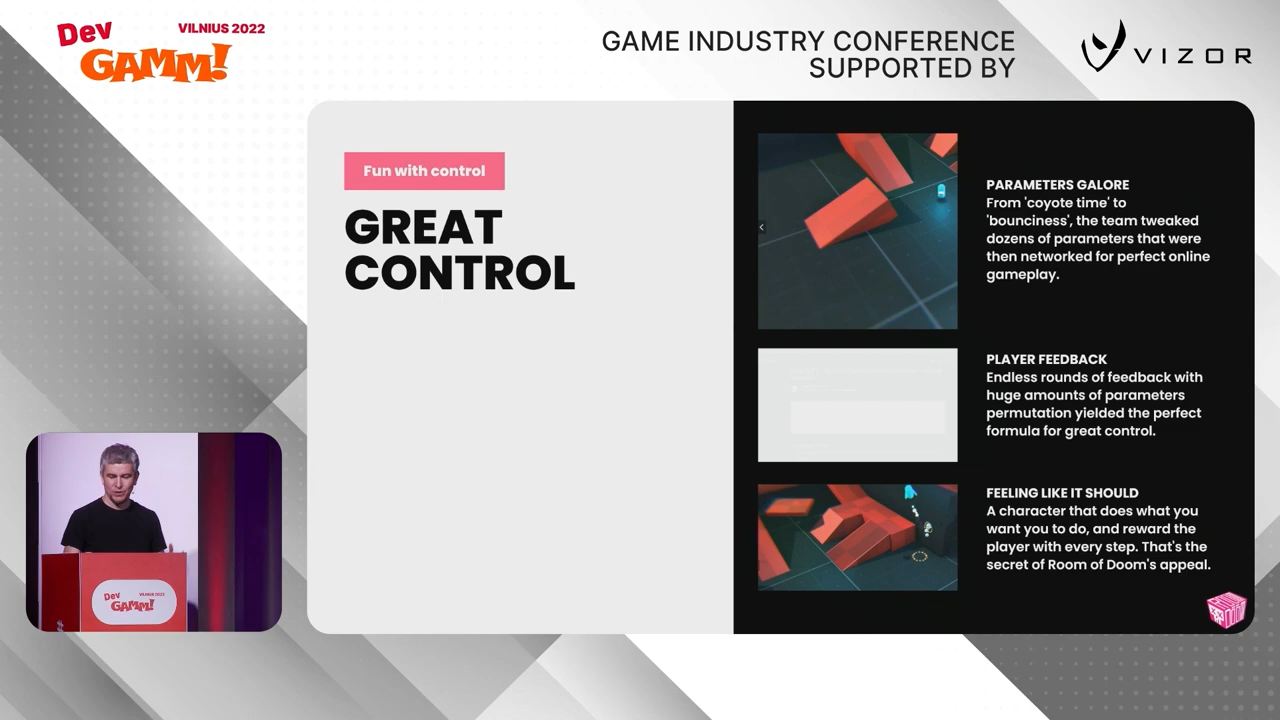 Dev
GAMM!
VILNIUS 2022
GAME INDUSTRY CONFERENCE
SUPPORTED BY
VIZOR
Fun with control
GREAT
CONTROL
PARAMETERS GALORE
From 'coyote time' to
'bounciness', the team tweaked
dozens of parameters that were
then networked for perfect online
gameplay.
PLAYER FEEDBACK
Endless rounds of feedback with
huge amounts of parameters
permutation yielded the perfect
formula for great control.
FEELING LIKE IT SHOULD
A character that does what you
want you to do, and reward the
player with every step. That's the
secret of Room of Doom's appeal.
Dev
GAMM!
VILNIUS 2022